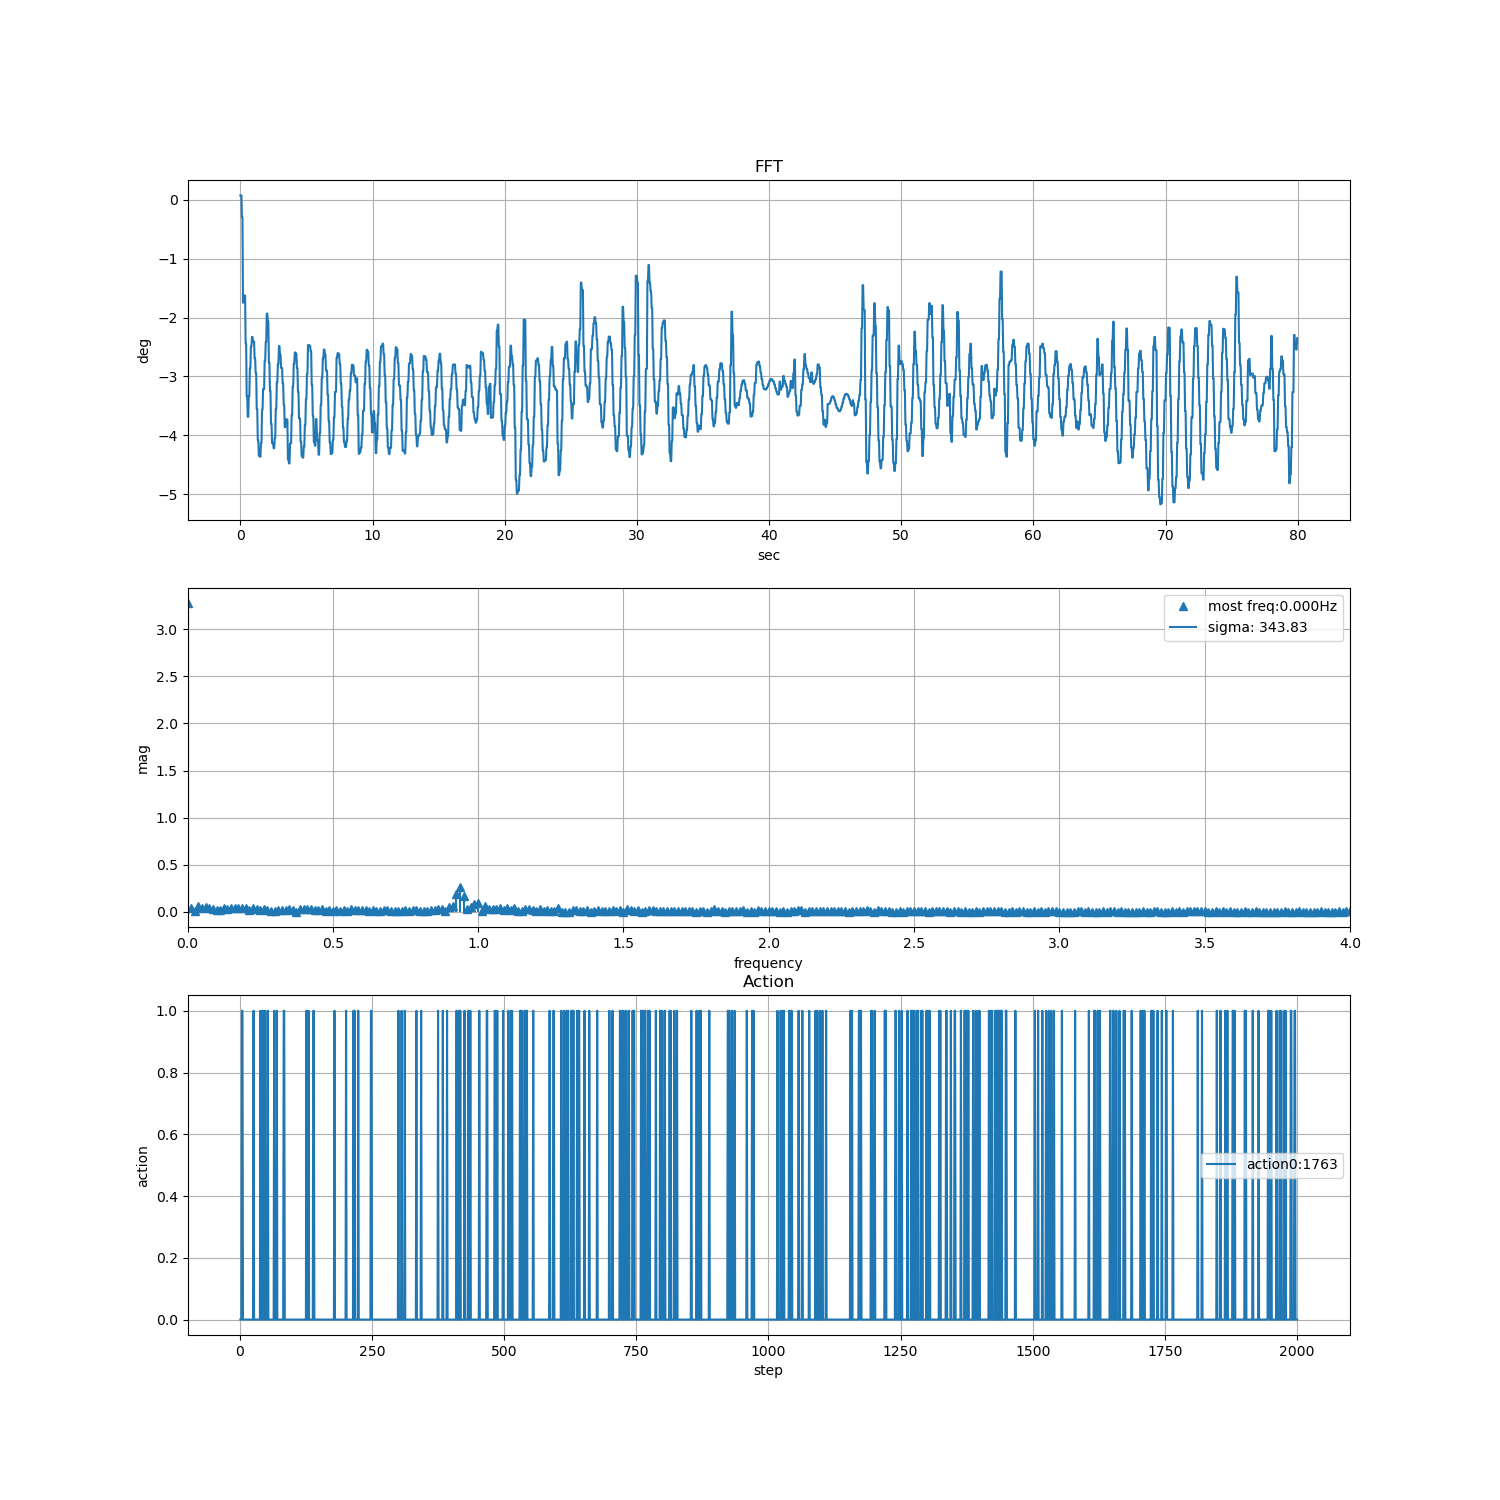 FFT
0
−1
−2
−3
−4
−5
deg
0 10 20 30 40 50 60 70 80
sec
most freq:0.000Hz
sigma: 343.83
3.0
2.5
2.0
1.5
1.0
0.5
0.0
mag
0.0 0.5 1.0 1.5 2.0 2.5 3.0 3.5 4.0
frequency
Action
1.0
0.8
0.6
0.4
0.2
0.0
action
action0:1763
0 250 500 750 1000 1250 1500 1750 2000
step